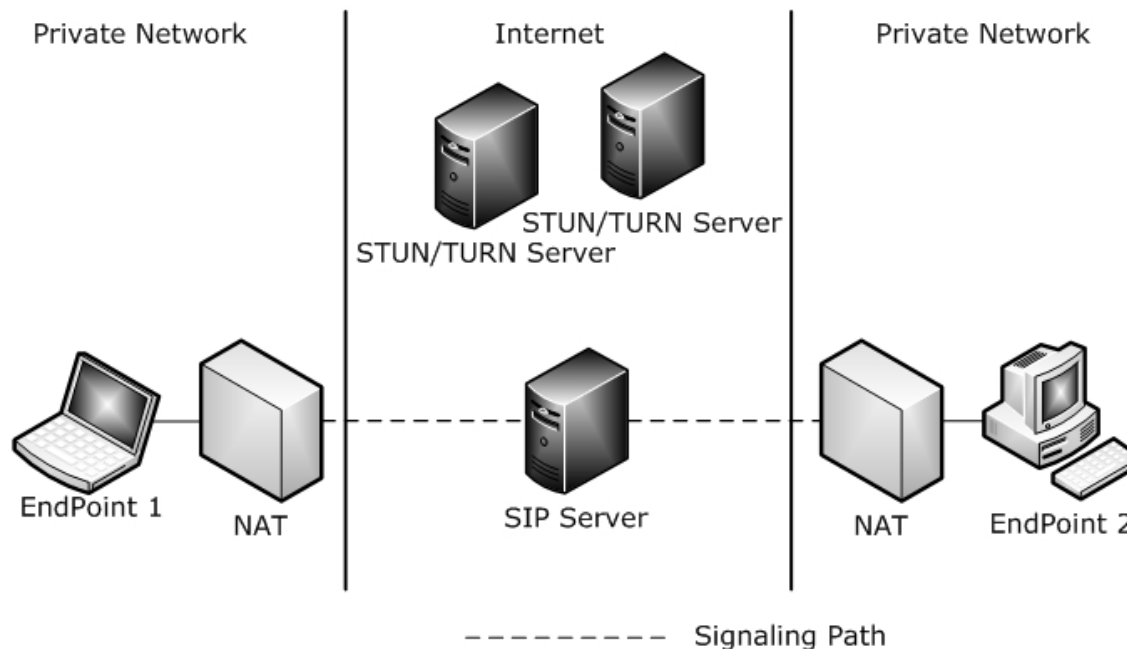 Private Network
Internet
Private Network
STUN/TURN Server
STUN/TURN Server
EndPoint 1
NAT
SIP Server
NAT
EndPoint 2
Signaling Path